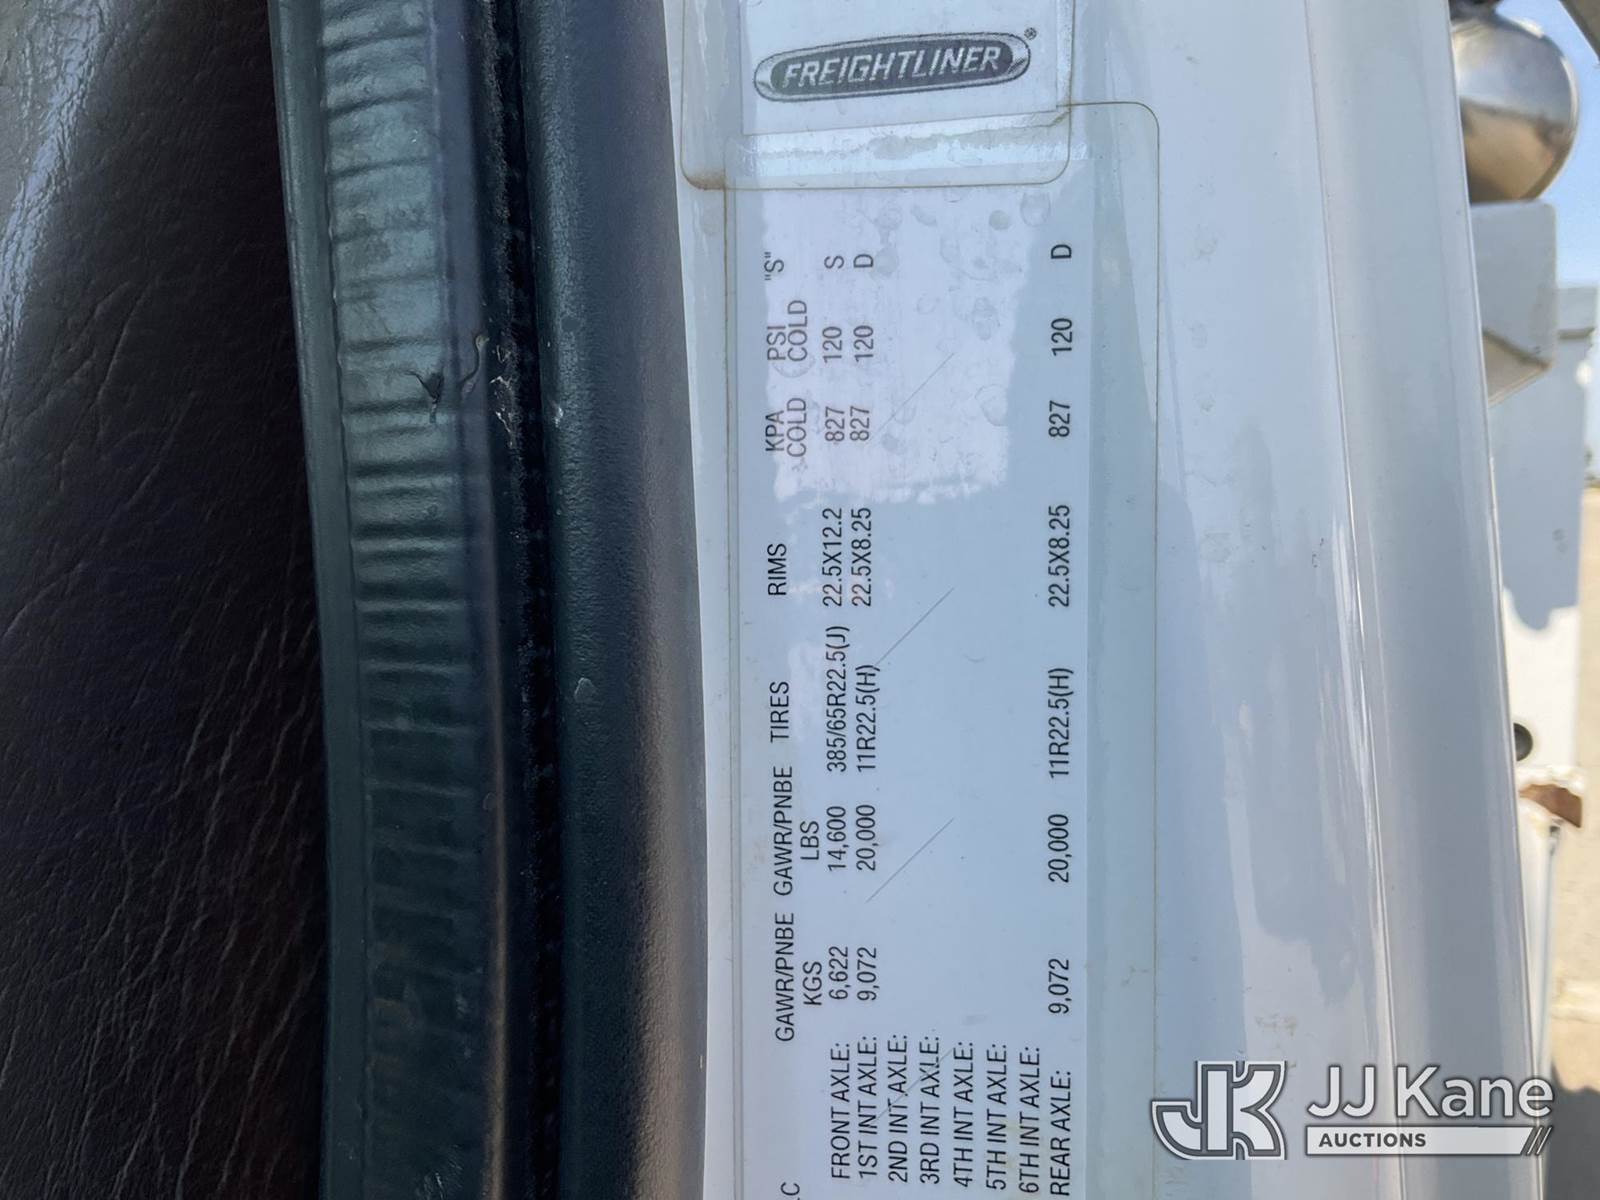 FREIGHTLINER®
GAWR/PNBE GAWR/PNBE TIRES RIMS KPA PSI "S"
KGS LBS COLD COLD
FRONT AXLE: 6,622 14,600 385/65R22.5(J) 22.5X12.2 827 120 S
1ST INT AXLE: 9,072 20,000 11R22.5(H) 22.5X8.25 827 120 D
2ND INT AXLE:
3RD INT AXLE:
4TH INT AXLE:
5TH INT AXLE:
6TH INT AXLE:
REAR AXLE: 9,072 20,000 11R22.5(H) 22.5X8.25 827 120 D
JK JJ Kane
AUCTIONS